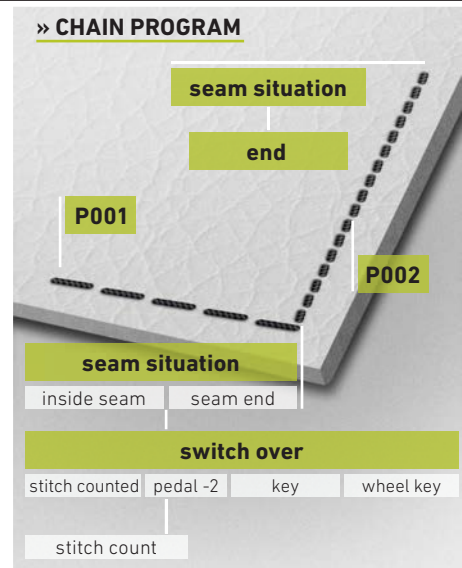 » CHAIN PROGRAM
seam situation
end
P001
P002
seam situation
inside seam seam end
switch over
stitch counted pedal -2 key wheel key
stitch count